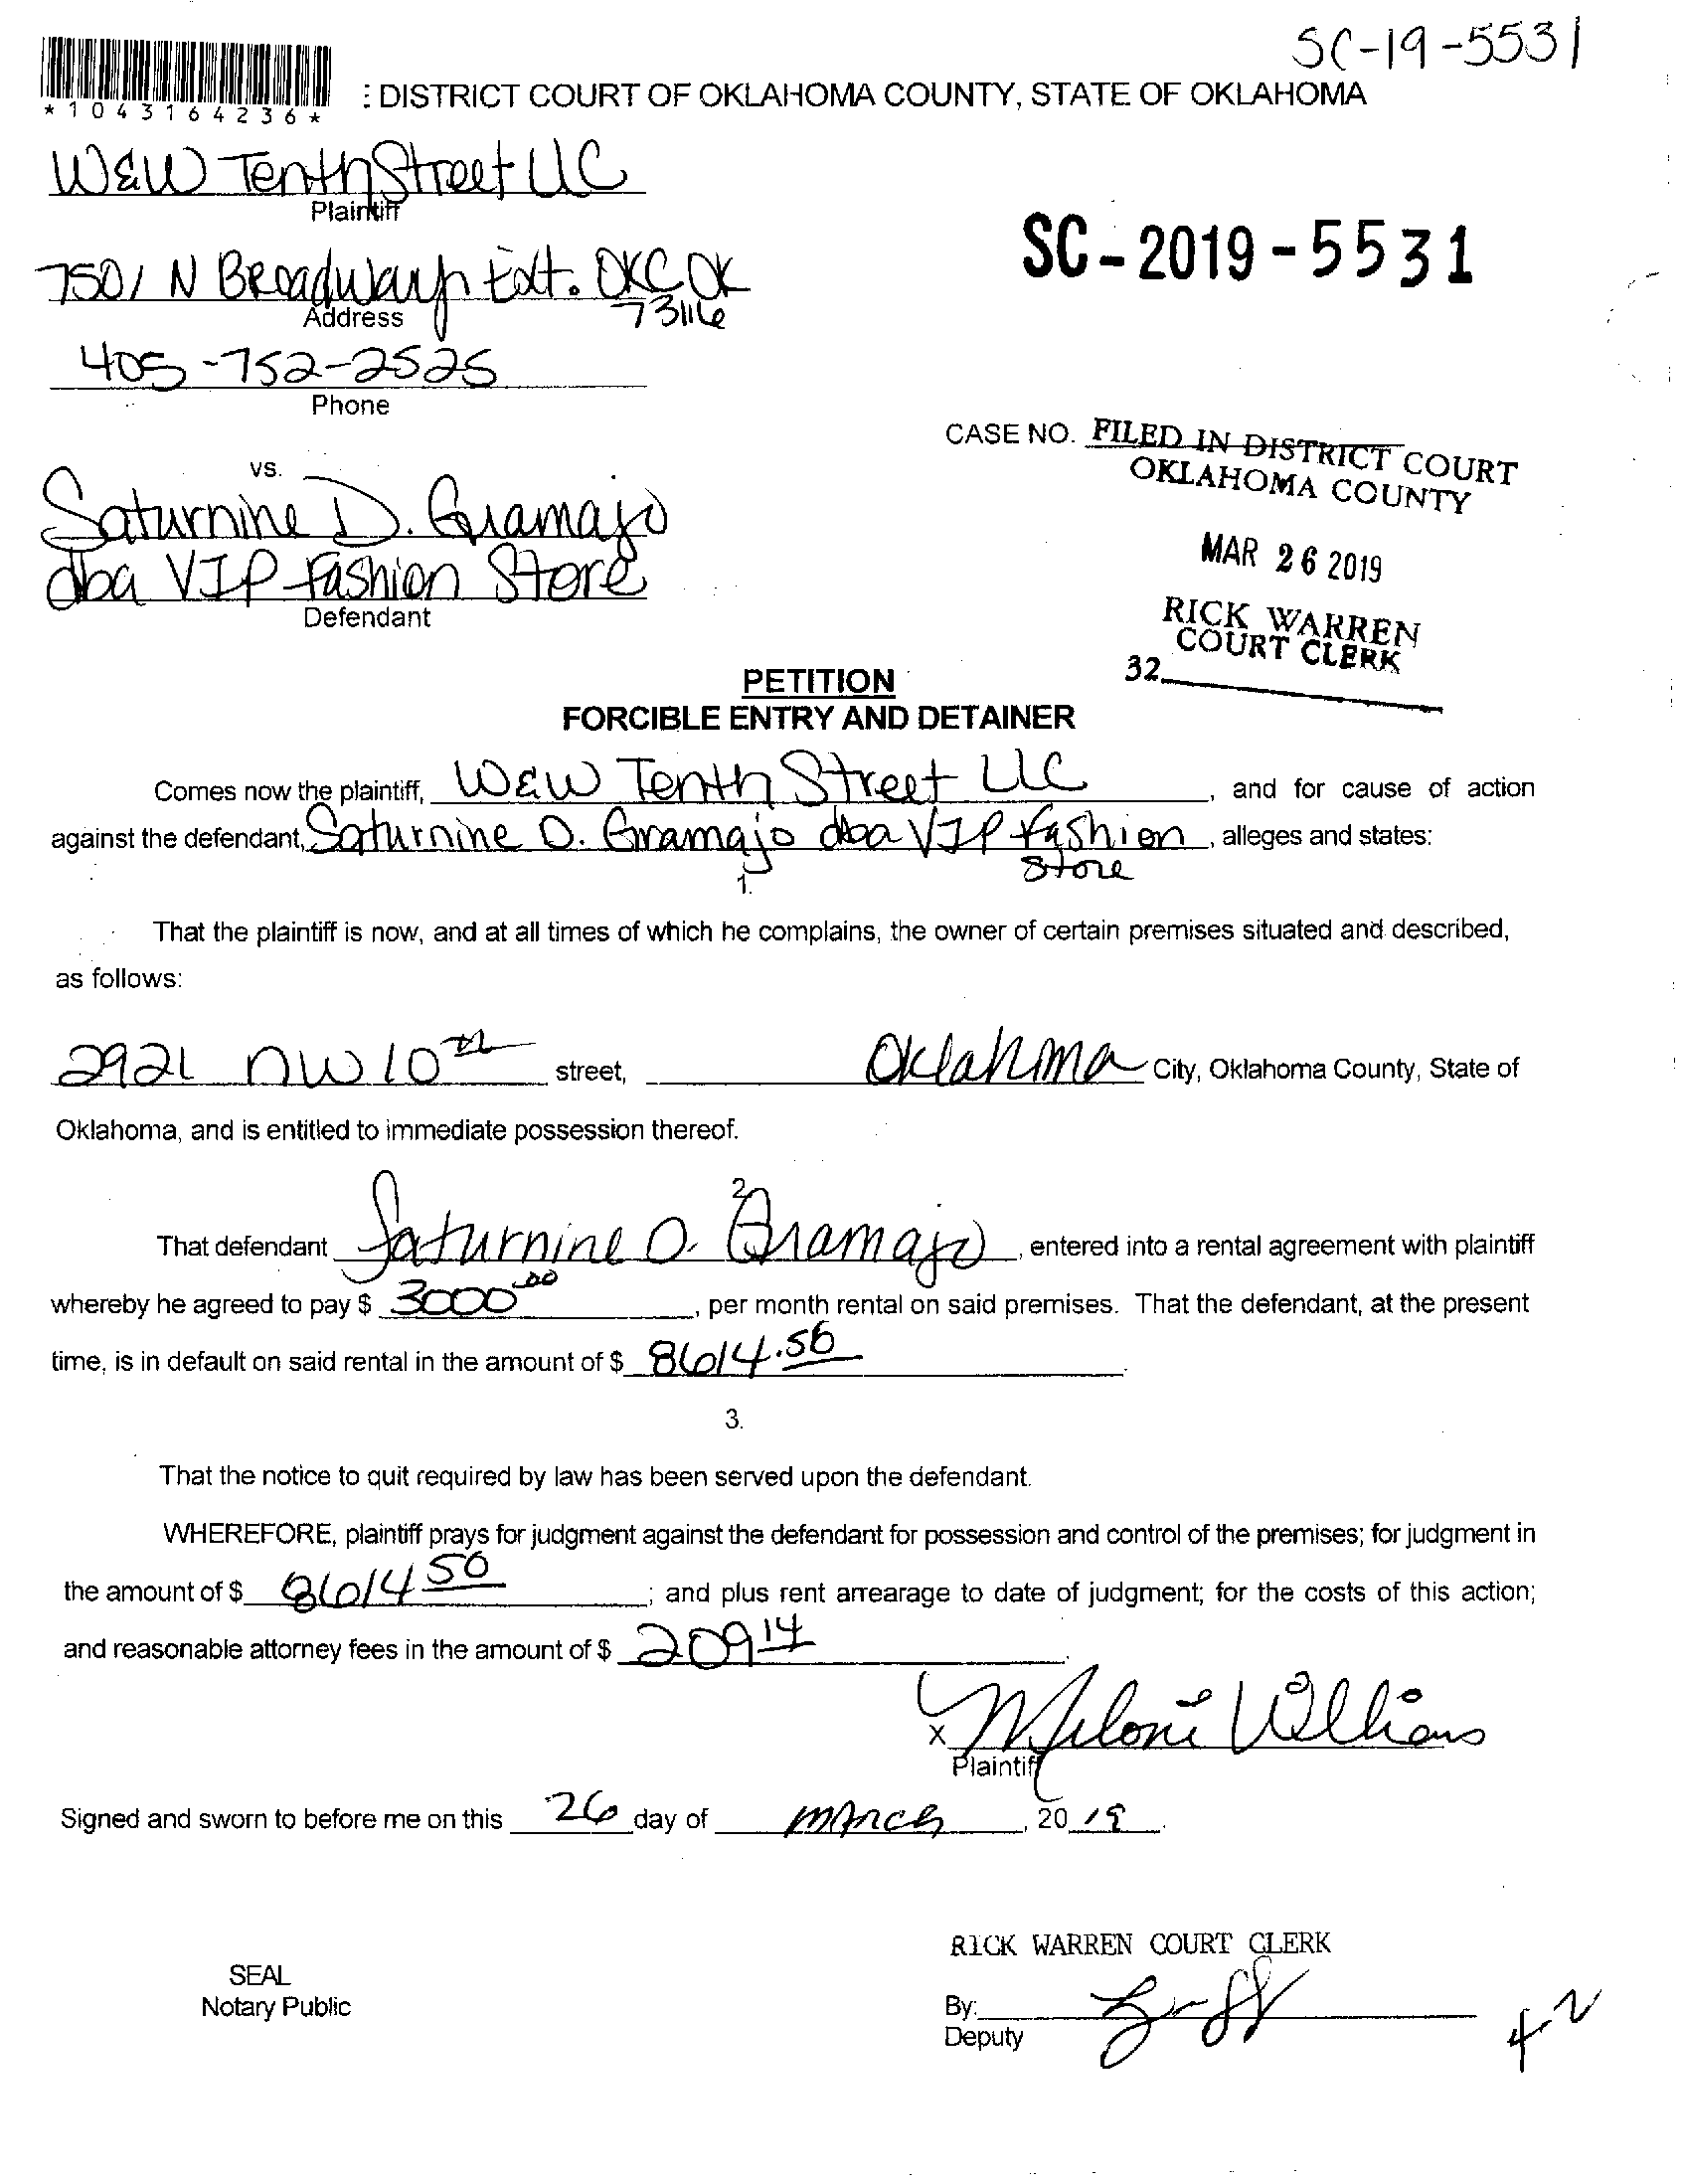 SC-19-5531
*1043164236*
: DISTRICT COURT OF OKLAHOMA COUNTY, STATE OF OKLAHOMA
W&W Tenth Street LLC
Plaintiff
SC-2019-5531
7501 N Broadway Ext. OKC OK
73116
Address
405-752-2525
Phone
CASE NO.
FILED IN DISTRICT COURT
OKLAHOMA COUNTY
MAR 26 2019
RICK WARREN
COURT CLERK
32
vs.
Saturnine D. Gramajo
dba VIP Fashion Store
Defendant
PETITION
FORCIBLE ENTRY AND DETAINER
Comes now the plaintiff, W&W Tenth Street LLC, and for cause of action
against the defendant, Saturnine O. Gramajo dba VIP Fashion, alleges and states:
Store
1.
That the plaintiff is now, and at all times of which he complains, the owner of certain premises situated and described,
as follows:
2921 NW 10th street, Oklahma City, Oklahoma County, State of
Oklahoma, and is entitled to immediate possession thereof.
2.
That defendant Saturnine O. Gramajo, entered into a rental agreement with plaintiff
whereby he agreed to pay $ 3000.00, per month rental on said premises. That the defendant, at the present
time, is in default on said rental in the amount of $ 8614.56.
3.
That the notice to quit required by law has been served upon the defendant.
WHEREFORE, plaintiff prays for judgment against the defendant for possession and control of the premises; for judgment in
the amount of $ 8614 50; and plus rent arrearage to date of judgment; for the costs of this action;
and reasonable attorney fees in the amount of $ 209 14.
x Meloni Williams
Plaintiff
Signed and sworn to before me on this 26 day of March, 20 19.
RICK WARREN COURT CLERK
SEAL
Notary Public
By:
Deputy
4-2